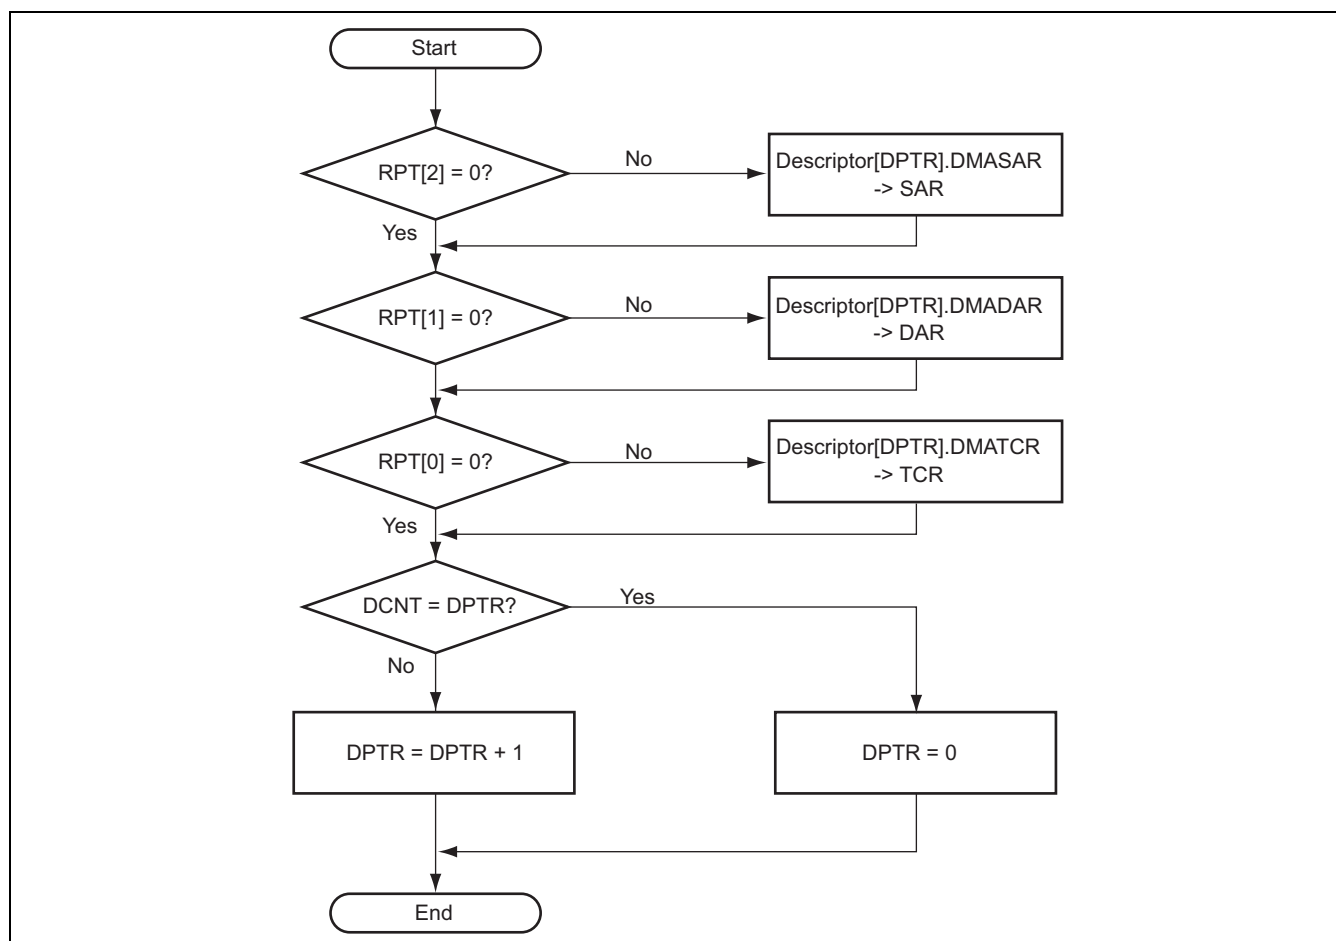 Start
RPT[2] = 0?
No
Descriptor[DPTR].DMASAR
-> SAR
Yes
RPT[1] = 0?
No
Descriptor[DPTR].DMADAR
-> DAR
RPT[0] = 0?
No
Descriptor[DPTR].DMATCR
-> TCR
Yes
DCNT = DPTR?
Yes
No
DPTR = DPTR + 1
DPTR = 0
End